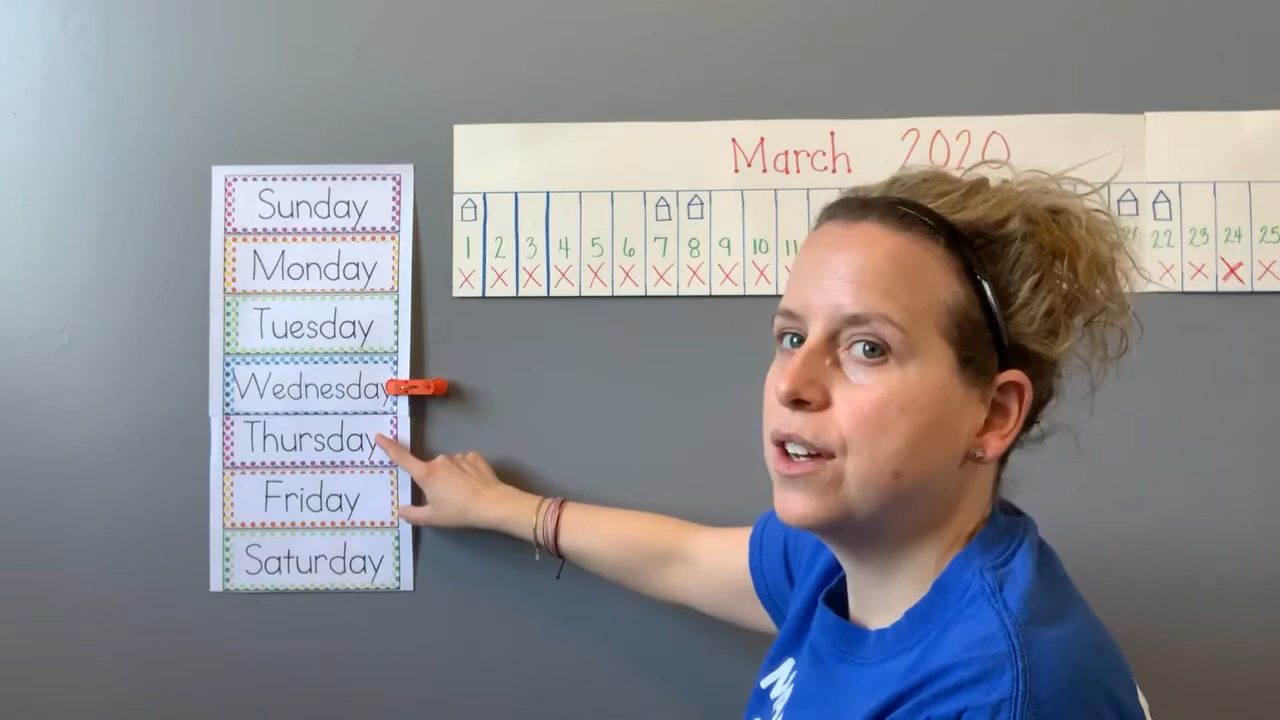 Sunday
Monday
Tuesday
Wednesday
Thursday
Friday
Saturday
March 2020
1 2 3 4 5 6 7 8 9 10 11 21 22 23 24 25
X X X X X X X X X X X X X X